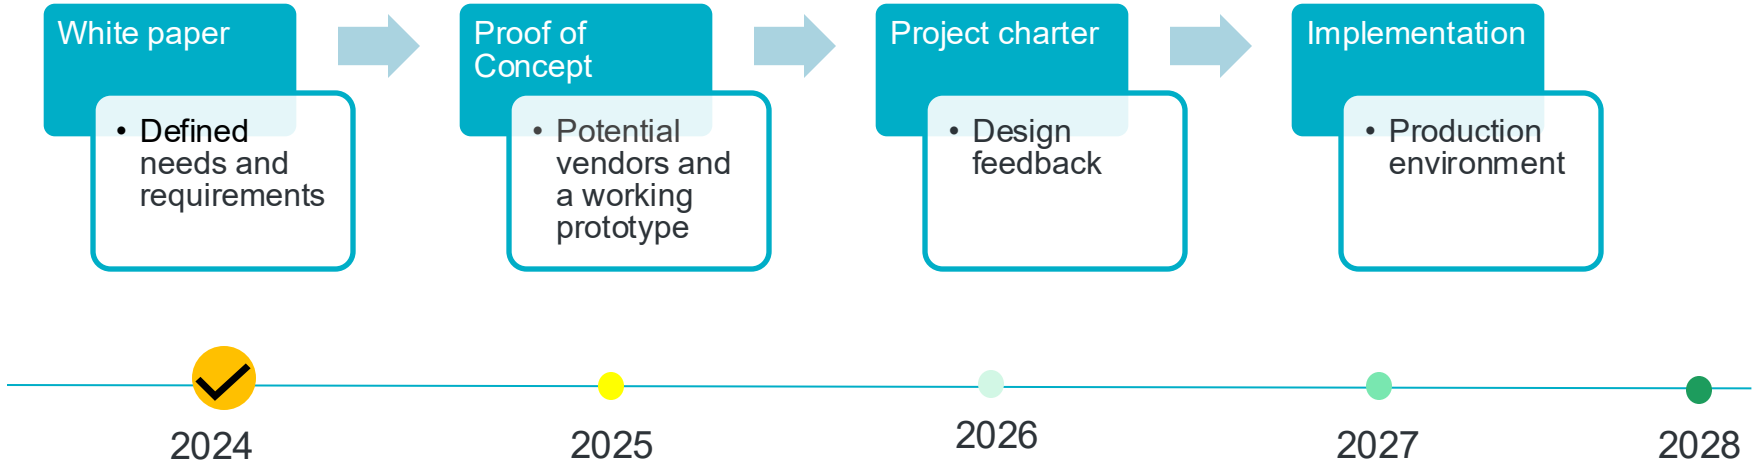 White paper
• Defined
needs and
requirements
Proof of
Concept
• Potential
vendors and
a working
prototype
Project charter
• Design
feedback
Implementation
• Production
environment
2024
2025
2026
2027
2028